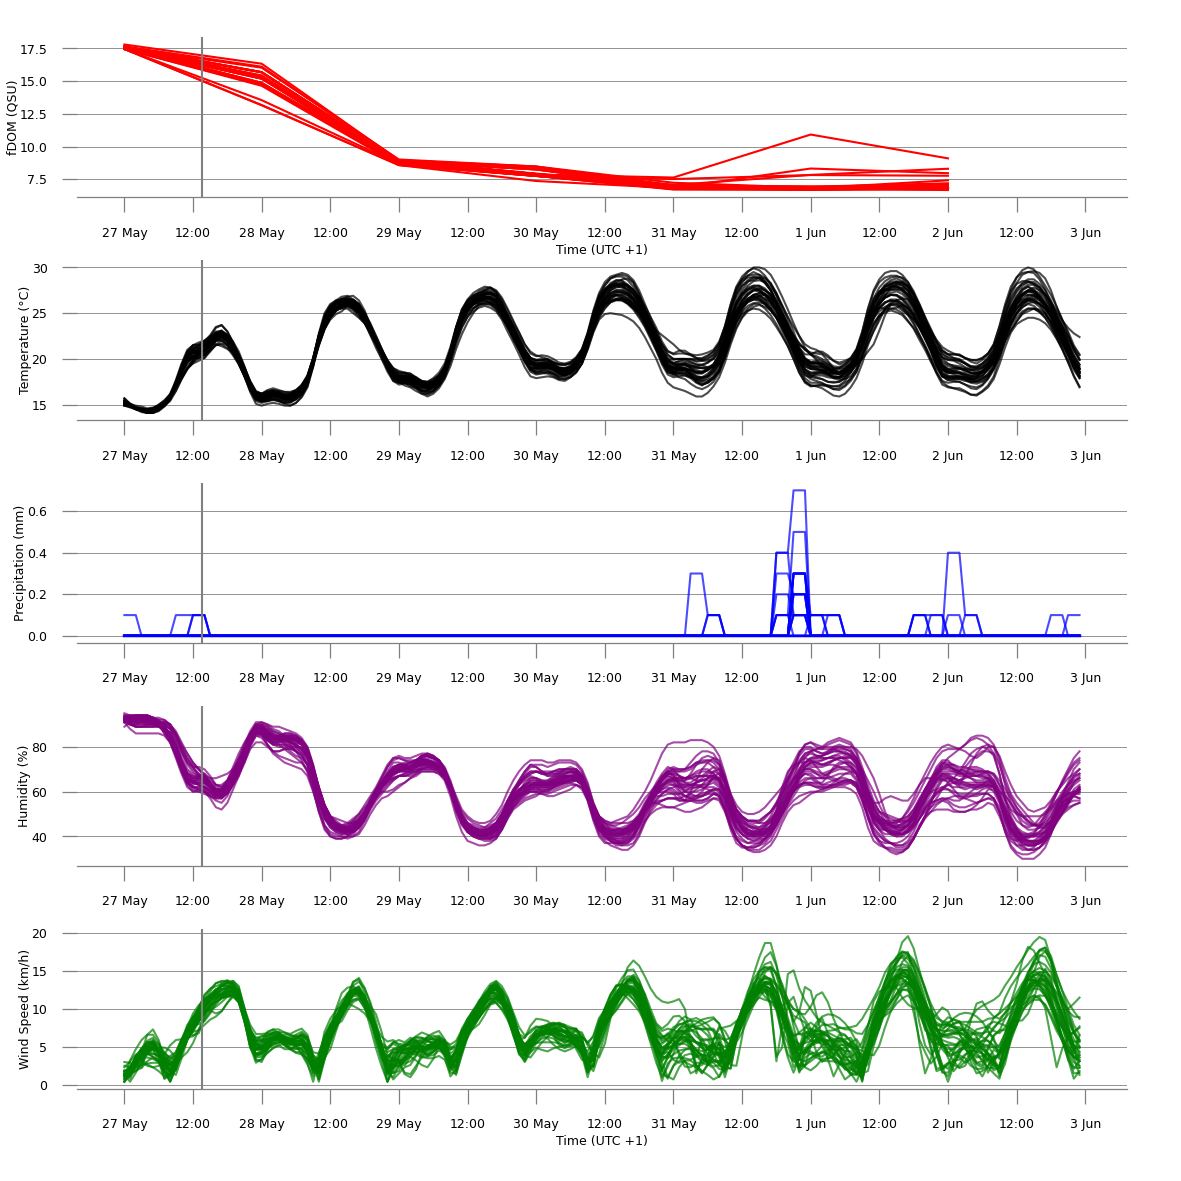 17.5
15.0
12.5
10.0
7.5
fDOM (QSU)
27 May 12:00 28 May 12:00 29 May 12:00 30 May 12:00 31 May 12:00 1 Jun 12:00 2 Jun 12:00 3 Jun
Time (UTC +1)
30
25
20
15
Temperature (°C)
27 May 12:00 28 May 12:00 29 May 12:00 30 May 12:00 31 May 12:00 1 Jun 12:00 2 Jun 12:00 3 Jun
0.6
0.4
0.2
0.0
Precipitation (mm)
27 May 12:00 28 May 12:00 29 May 12:00 30 May 12:00 31 May 12:00 1 Jun 12:00 2 Jun 12:00 3 Jun
80
60
40
Humidity (%)
27 May 12:00 28 May 12:00 29 May 12:00 30 May 12:00 31 May 12:00 1 Jun 12:00 2 Jun 12:00 3 Jun
20
15
10
5
0
Wind Speed (km/h)
27 May 12:00 28 May 12:00 29 May 12:00 30 May 12:00 31 May 12:00 1 Jun 12:00 2 Jun 12:00 3 Jun
Time (UTC +1)